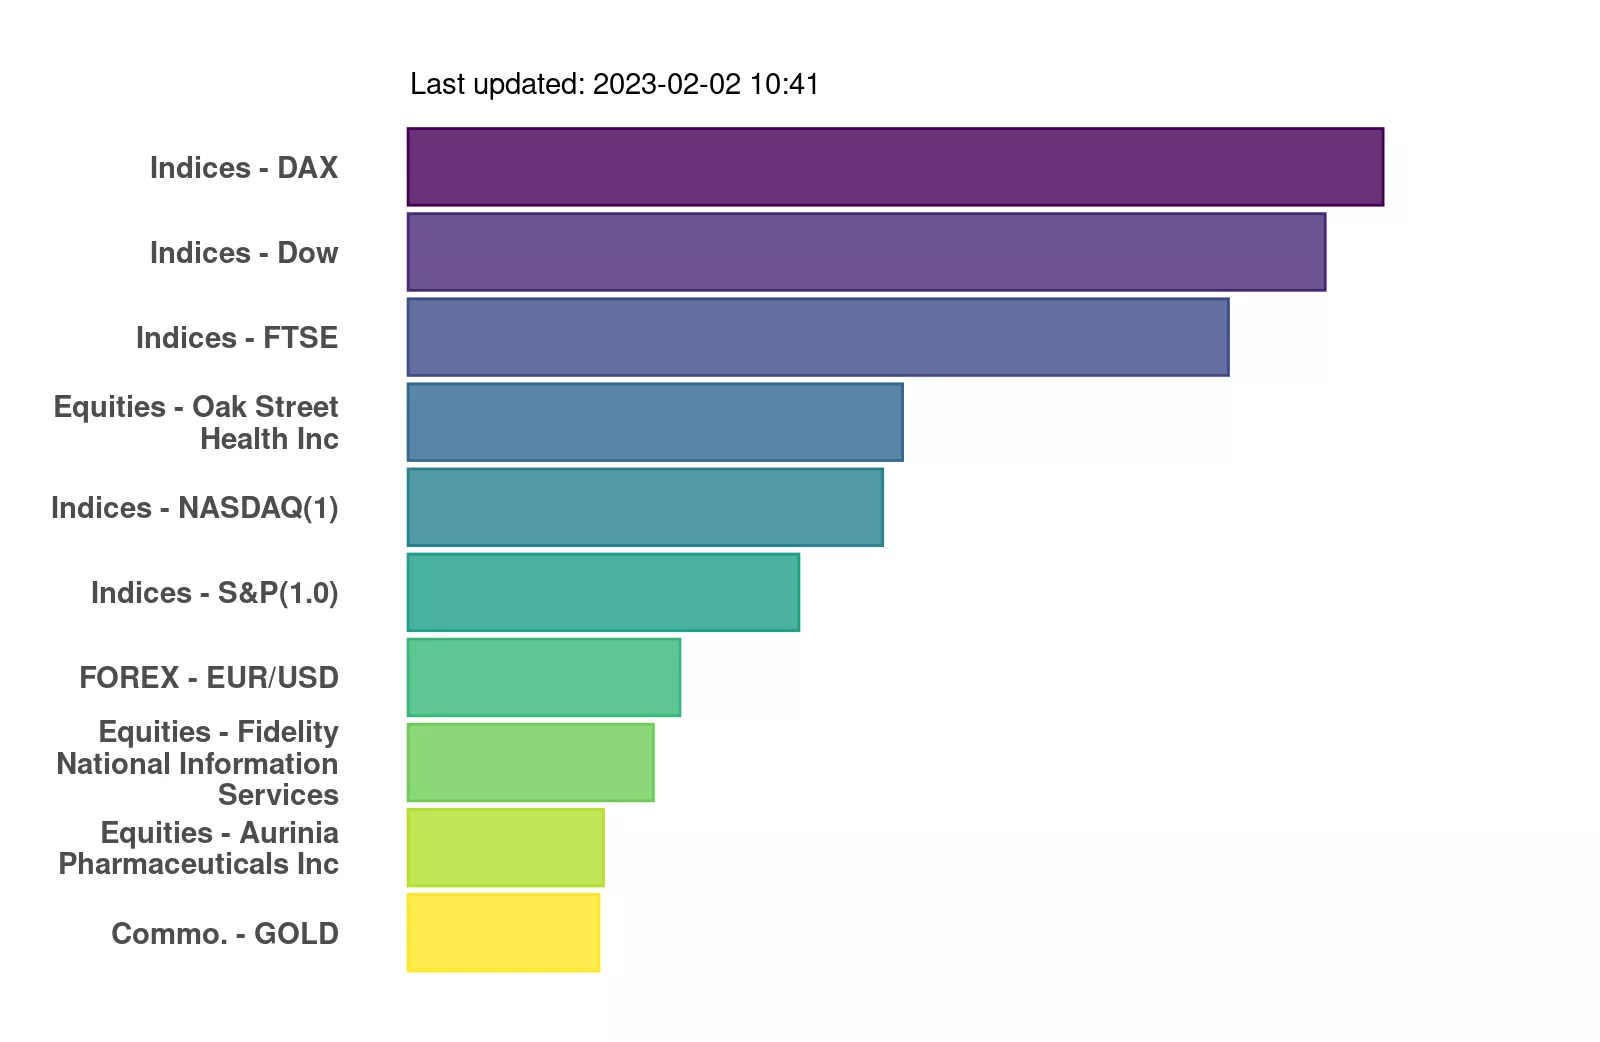 Last updated: 2023-02-02 10:41
Indices - DAX
Indices - Dow
Indices - FTSE
Equities - Oak Street
Health Inc
Indices - NASDAQ(1)
Indices - S&P(1.0)
FOREX - EUR/USD
Equities - Fidelity
National Information
Services
Equities - Aurinia
Pharmaceuticals Inc
Commo. - GOLD